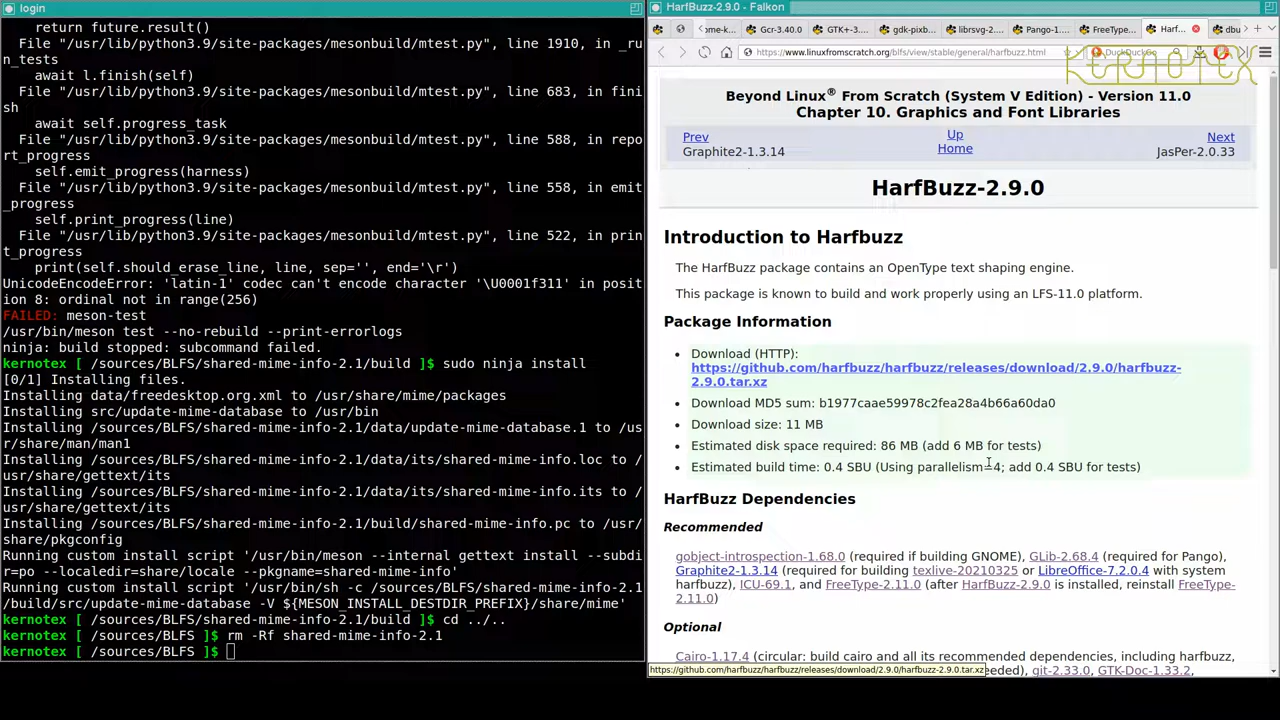 login
return future.result()
File "/usr/lib/python3.9/site-packages/mesonbuild/mtest.py", line 1910, in _ru
n_tests
await l.finish(self)
File "/usr/lib/python3.9/site-packages/mesonbuild/mtest.py", line 683, in fini
sh
await self.progress_task
File "/usr/lib/python3.9/site-packages/mesonbuild/mtest.py", line 588, in repo
rt_progress
self.emit_progress(harness)
File "/usr/lib/python3.9/site-packages/mesonbuild/mtest.py", line 558, in emit
_progress
self.print_progress(line)
File "/usr/lib/python3.9/site-packages/mesonbuild/mtest.py", line 522, in prin
t_progress
print(self.should_erase_line, line, sep='', end='\r')
UnicodeEncodeError: 'latin-1' codec can't encode character '\U0001f311' in posit
ion 8: ordinal not in range(256)
FAILED: meson-test
/usr/bin/meson test --no-rebuild --print-errorlogs
ninja: build stopped: subcommand failed.
kernotex [ /sources/BLFS/shared-mime-info-2.1/build ]$ sudo ninja install
[0/1] Installing files.
Installing data/freedesktop.org.xml to /usr/share/mime/packages
Installing src/update-mime-database to /usr/bin
Installing /sources/BLFS/shared-mime-info-2.1/data/update-mime-database.1 to /us
r/share/man/man1
Installing /sources/BLFS/shared-mime-info-2.1/data/its/shared-mime-info.loc to /
usr/share/gettext/its
Installing /sources/BLFS/shared-mime-info-2.1/data/its/shared-mime-info.its to /
usr/share/gettext/its
Installing /sources/BLFS/shared-mime-info-2.1/build/shared-mime-info.pc to /usr/
share/pkgconfig
Running custom install script '/usr/bin/meson --internal gettext install --subdi
r=po --localedir=share/locale --pkgname=shared-mime-info'
Running custom install script '/usr/bin/sh -c /sources/BLFS/shared-mime-info-2.1
/build/src/update-mime-database -V ${MESON_INSTALL_DESTDIR_PREFIX}/share/mime'
kernotex [ /sources/BLFS/shared-mime-info-2.1/build ]$ cd ../..
kernotex [ /sources/BLFS ]$ rm -Rf shared-mime-info-2.1
kernotex [ /sources/BLFS ]$
HarfBuzz-2.9.0 - Falkon
ome-k... Gcr-3.40.0 GTK+-3... gdk-pixb... librsvg-2... Pango-1.... FreeType... Harf... dbu
https://www.linuxfromscratch.org/blfs/view/stable/general/harfbuzz.html DuckDuckGo
KERNOTEX
Beyond Linux® From Scratch (System V Edition) - Version 11.0
Chapter 10. Graphics and Font Libraries
Prev Up Next
Graphite2-1.3.14 Home JasPer-2.0.33
HarfBuzz-2.9.0
Introduction to Harfbuzz
The HarfBuzz package contains an OpenType text shaping engine.
This package is known to build and work properly using an LFS-11.0 platform.
Package Information
• Download (HTTP):
https://github.com/harfbuzz/harfbuzz/releases/download/2.9.0/harfbuzz-
2.9.0.tar.xz
• Download MD5 sum: b1977caae59978c2fea28a4b66a60da0
• Download size: 11 MB
• Estimated disk space required: 86 MB (add 6 MB for tests)
• Estimated build time: 0.4 SBU (Using parallelism=4; add 0.4 SBU for tests)
HarfBuzz Dependencies
Recommended
gobject-introspection-1.68.0 (required if building GNOME), GLib-2.68.4 (required for Pango),
Graphite2-1.3.14 (required for building texlive-20210325 or LibreOffice-7.2.0.4 with system
harfbuzz), ICU-69.1, and FreeType-2.11.0 (after HarfBuzz-2.9.0 is installed, reinstall FreeType-
2.11.0)
Optional
Cairo-1.17.4 (circular: build cairo and all its recommended dependencies, including harfbuzz,
https://github.com/harfbuzz/harfbuzz/releases/download/2.9.0/harfbuzz-2.9.0.tar.xz eeded), git-2.33.0, GTK-Doc-1.33.2,